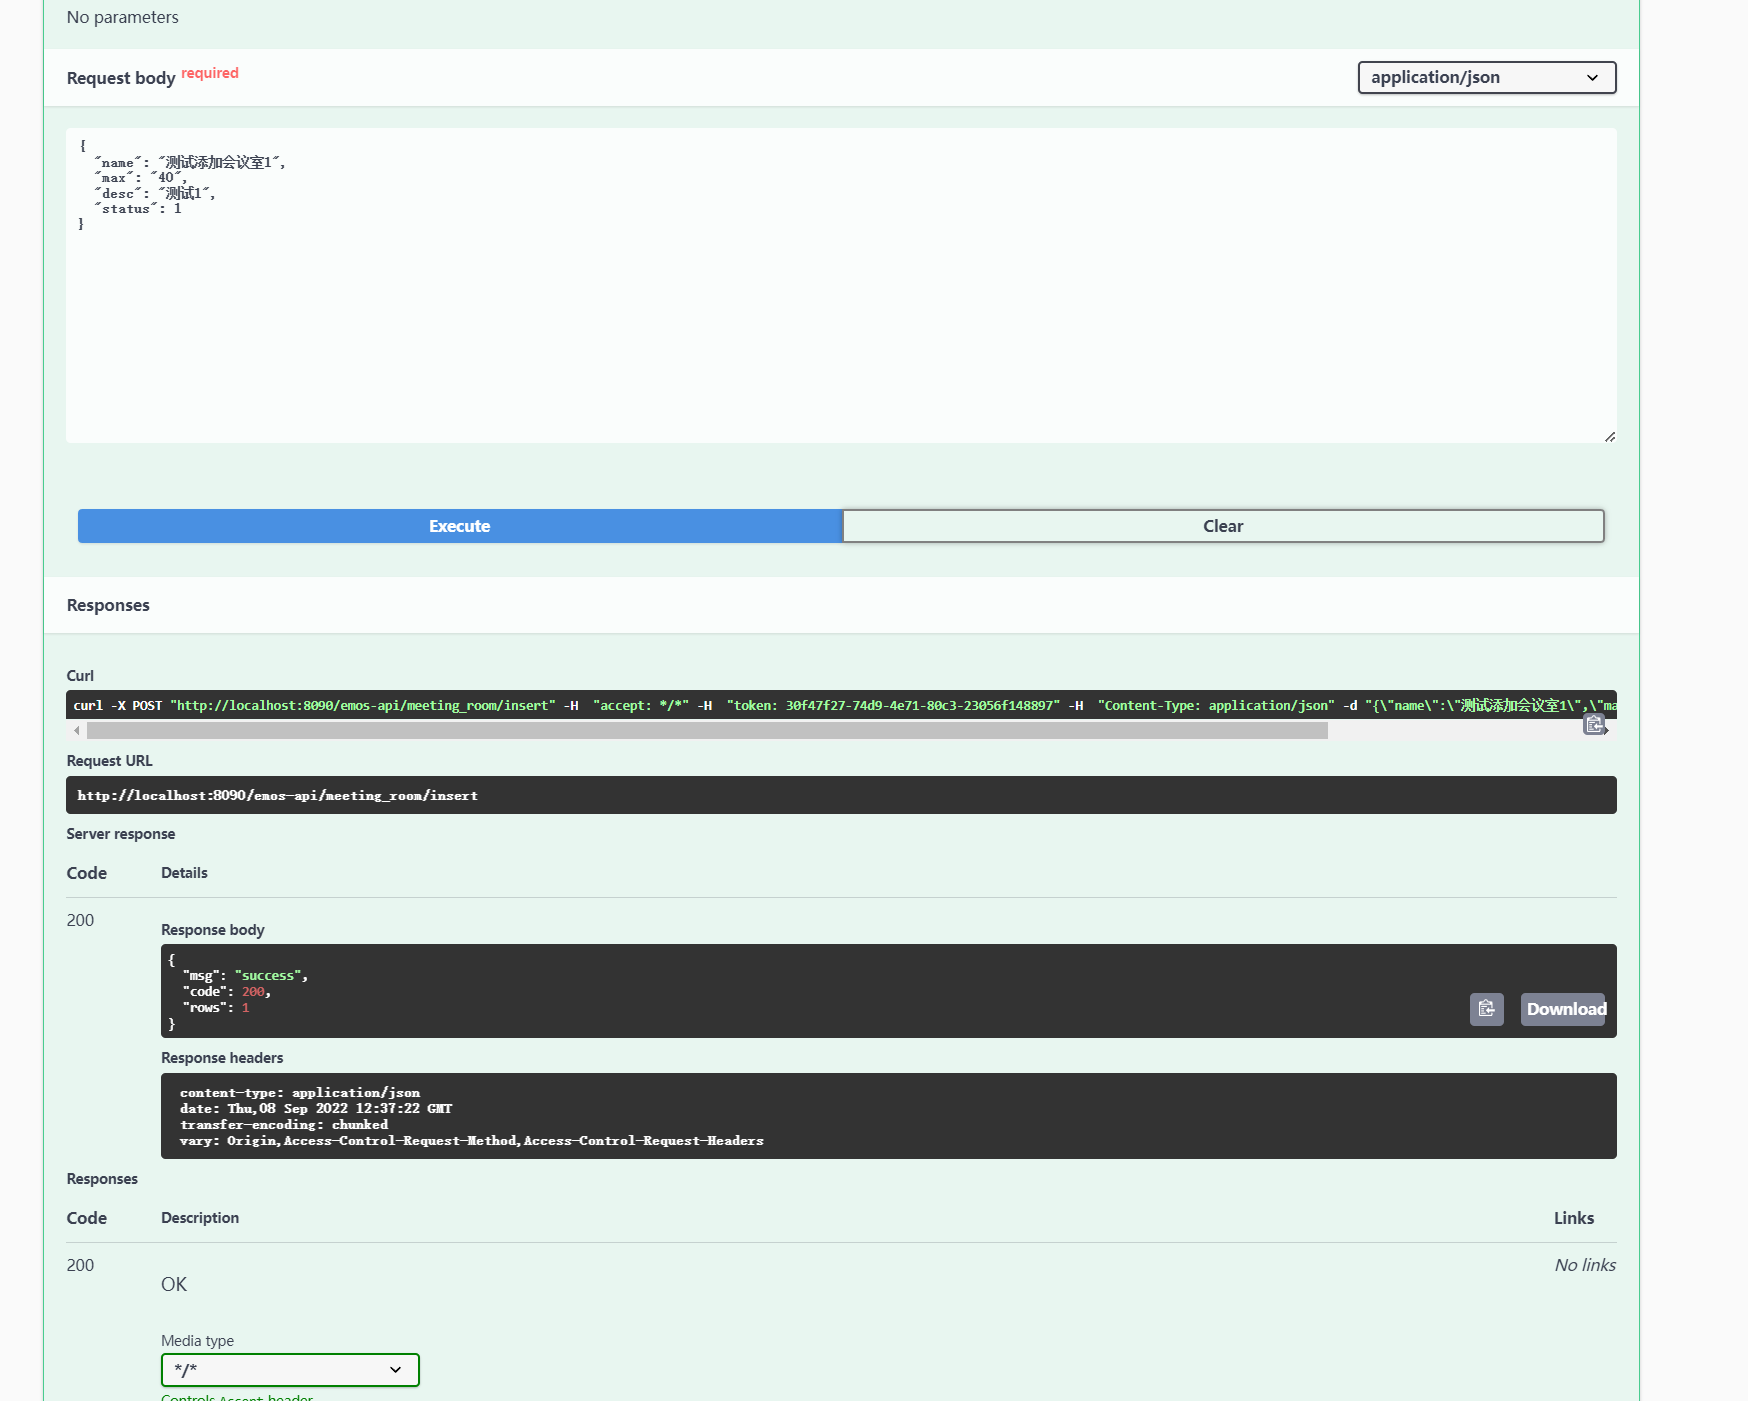 No parameters
Request body required
application/json
{
"name": "测试添加会议室1",
"max": "40",
"desc": "测试1",
"status": 1
}
Execute
Clear
Responses
Curl
curl -X POST "http://localhost:8090/emos-api/meeting_room/insert" -H  "accept: */*" -H  "token: 30f47f27-74d9-4e71-80c3-23056f148897" -H  "Content-Type: application/json" -d "{\"name\":\"测试添加会议室1\",\"ma
Request URL
http://localhost:8090/emos-api/meeting_room/insert
Server response
Code Details
200
Response body
{
"msg": "success",
"code": 200,
"rows": 1
}
Download
Response headers
content-type: application/json
date: Thu,08 Sep 2022 12:37:22 GMT
transfer-encoding: chunked
vary: Origin,Access-Control-Request-Method,Access-Control-Request-Headers
Responses
Code Description Links
200
OK
No links
Media type
*/*
Controls Accept header